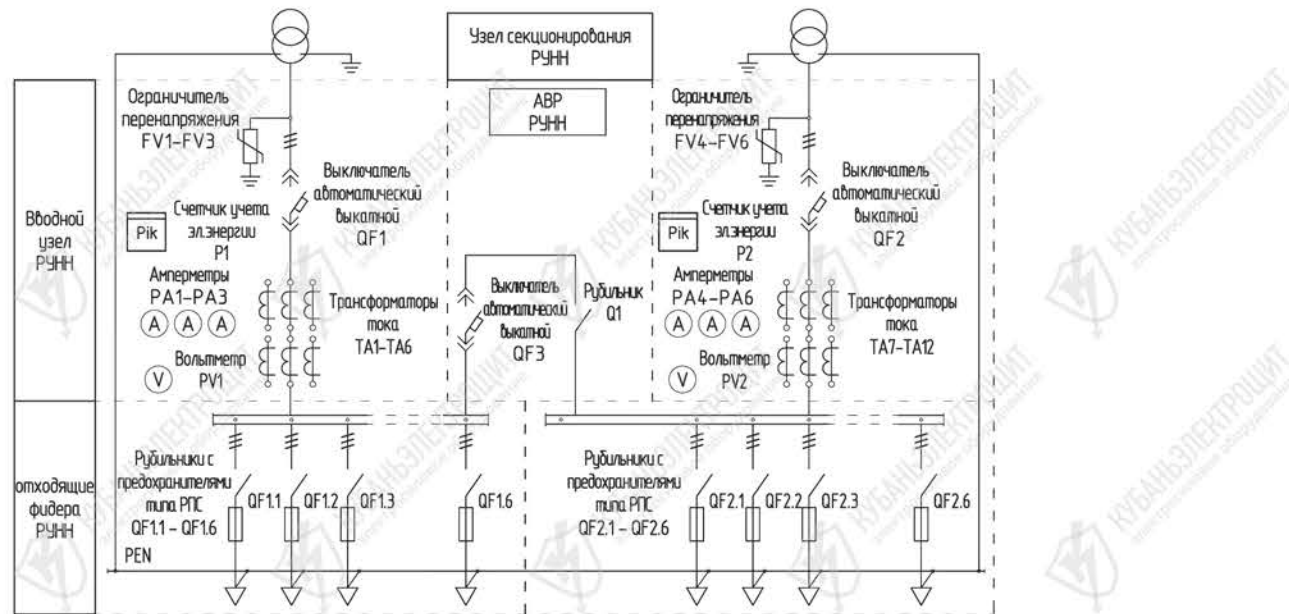 Узел секционирования
РУНН
АВР
РУНН
Вводной
узел
РУНН
Ограничитель
перенапряжения
FV1-FV3
Выключатель
автоматический
выкатной
QF1
Pik
Счетчик учета
эл.энергии
P1
Амперметры
PA1-PA3
A A A
Трансформаторы
тока
TA1-TA6
Вольтметр
PV1
V
Выключатель
автоматический
выкатной
QF3
Рубильник
Q1
Ограничитель
перенапряжения
FV4-FV6
Выключатель
автоматический
выкатной
QF2
Pik
Счетчик учета
эл.энергии
P2
Амперметры
PA4-PA6
A A A
Трансформаторы
тока
TA7-TA12
Вольтметр
PV2
V
отходящие
фидера
РУНН
Рубильники с
предохранителями
типа РПС
QF1.1 - QF1.6
QF1.1 QF1.2 QF1.3 QF1.6
PEN
Рубильники с
предохранителями
типа РПС
QF2.1 - QF2.6
QF2.1 QF2.2 QF2.3 QF2.6
КУБАНЬЭЛЕКТРОЩИТ
электрощитовое оборудование